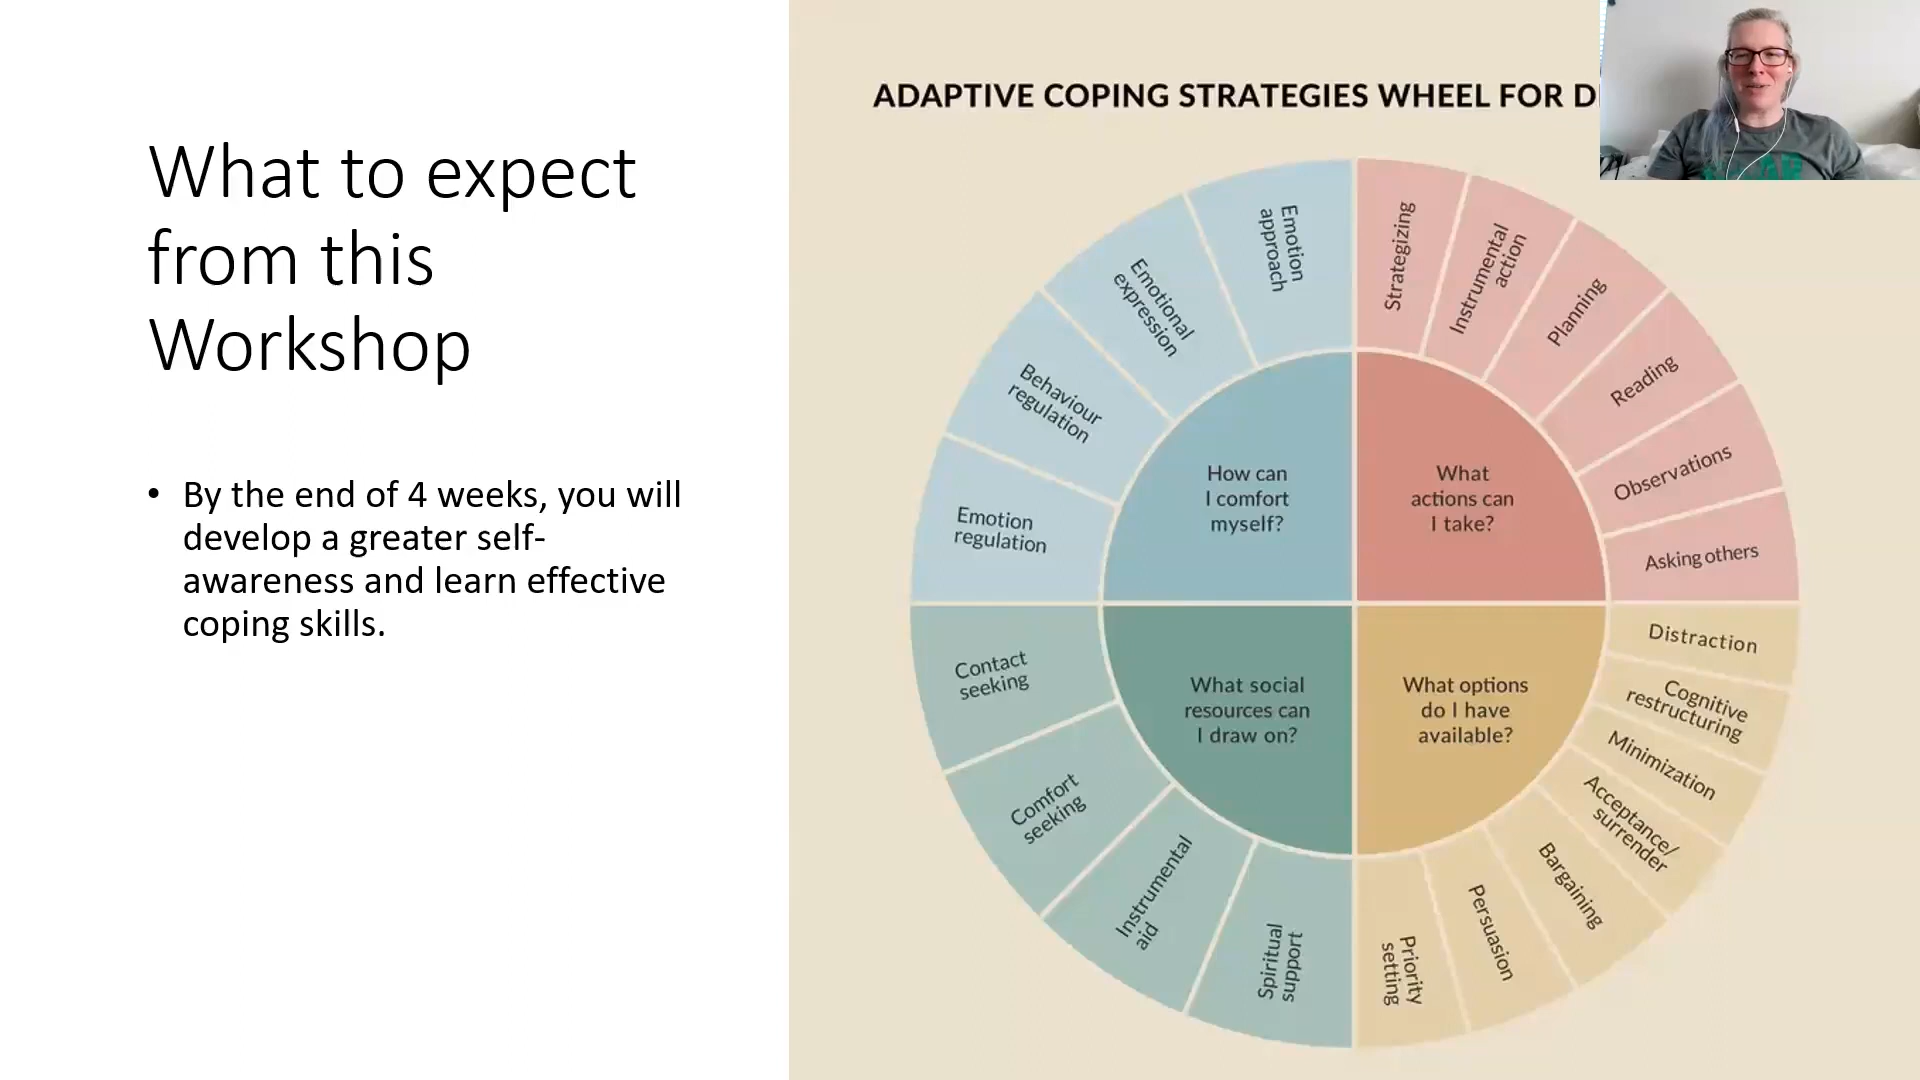 What to expect
from this
Workshop
• By the end of 4 weeks, you will
develop a greater self-
awareness and learn effective
coping skills.
ADAPTIVE COPING STRATEGIES WHEEL FOR
Emotion
approach
Emotional
expression
Behaviour
regulation
Emotion
regulation
Strategizing
Instrumental
action
Planning
Reading
Observations
Asking others
How can
I comfort
myself?
What
actions can
I take?
What social
resources can
I draw on?
What options
do I have
available?
Contact
seeking
Comfort
seeking
Instrumental
aid
Spiritual
support
Distraction
Cognitive
restructuring
Minimization
Acceptance/
surrender
Bargaining
Persuasion
Priority
setting